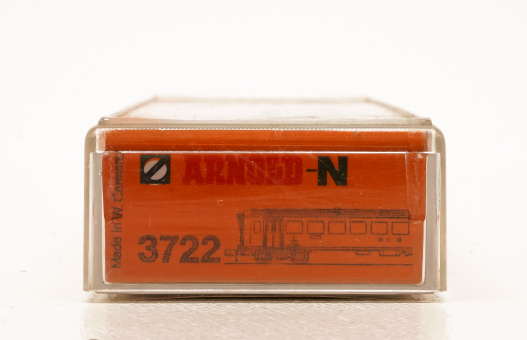 ARNOLD-N
3722
Made in W. Germany